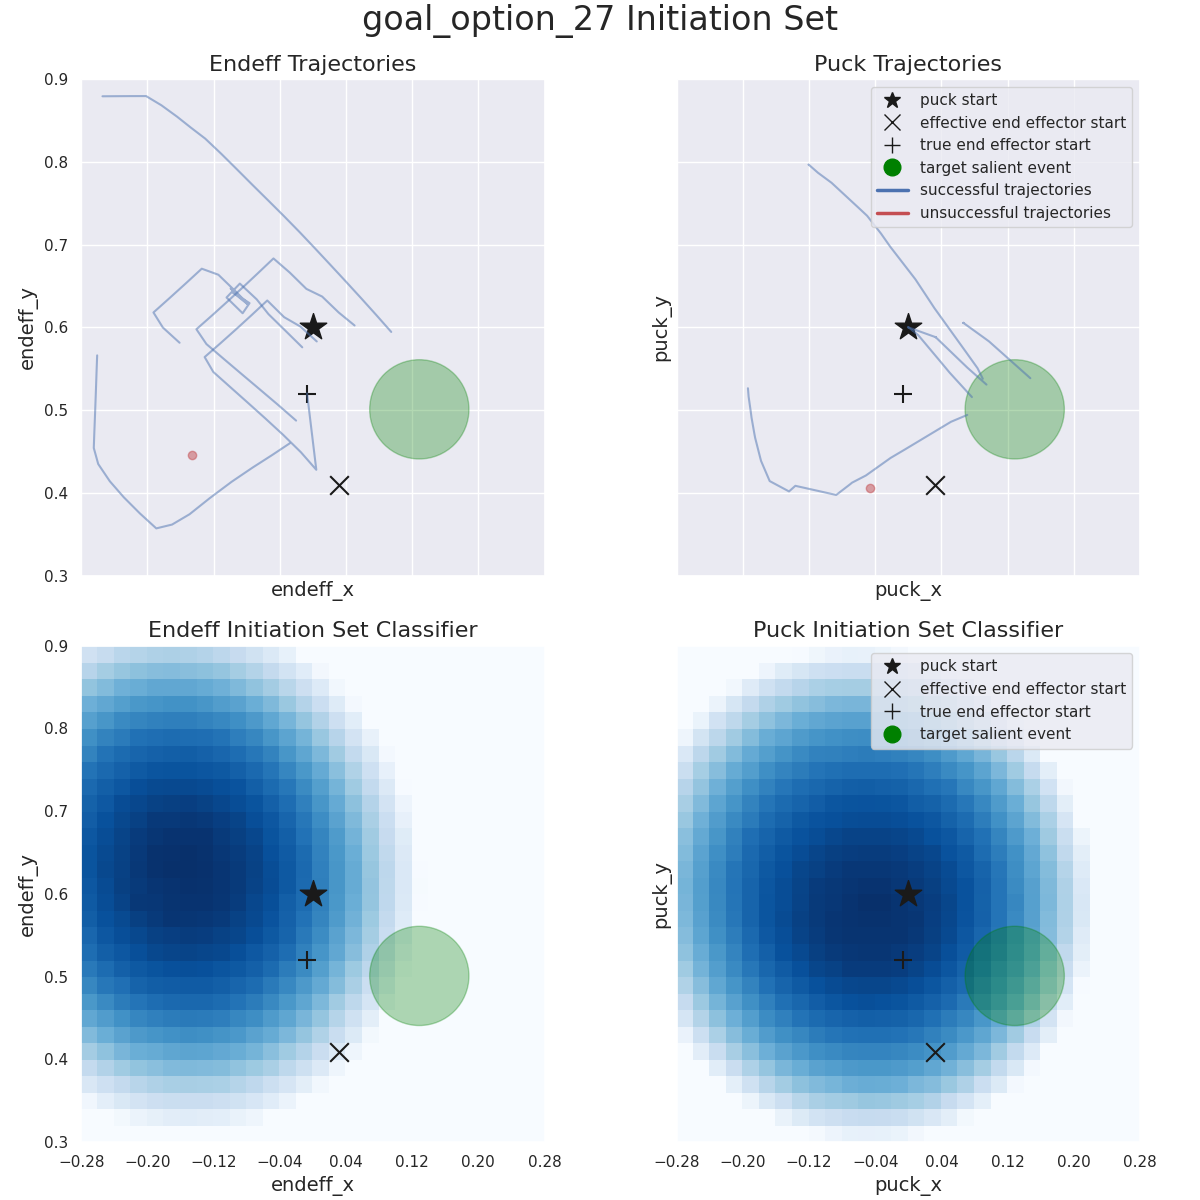 goal_option_27 Initiation Set
Endeff Trajectories
0.9
0.8
0.7
0.6
0.5
0.4
0.3
endeff_y
endeff_x
Puck Trajectories
puck start
effective end effector start
true end effector start
target salient event
successful trajectories
unsuccessful trajectories
puck_y
puck_x
Endeff Initiation Set Classifier
0.9
0.8
0.7
0.6
0.5
0.4
0.3
endeff_y
−0.28 −0.20 −0.12 −0.04 0.04 0.12 0.20 0.28
endeff_x
Puck Initiation Set Classifier
puck start
effective end effector start
true end effector start
target salient event
puck_y
−0.28 −0.20 −0.12 −0.04 0.04 0.12 0.20 0.28
puck_x